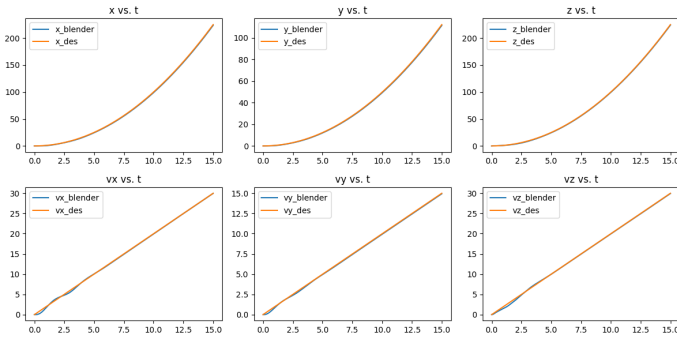 x vs. t
y vs. t
z vs. t
200
150
100
50
0
x_blender
x_des
0.0 2.5 5.0 7.5 10.0 12.5 15.0
100
80
60
40
20
0
y_blender
y_des
0.0 2.5 5.0 7.5 10.0 12.5 15.0
200
150
100
50
0
z_blender
z_des
0.0 2.5 5.0 7.5 10.0 12.5 15.0
vx vs. t
vy vs. t
vz vs. t
30
25
20
15
10
5
0
vx_blender
vx_des
0.0 2.5 5.0 7.5 10.0 12.5 15.0
15.0
12.5
10.0
7.5
5.0
2.5
0.0
vy_blender
vy_des
0.0 2.5 5.0 7.5 10.0 12.5 15.0
30
25
20
15
10
5
0
vz_blender
vz_des
0.0 2.5 5.0 7.5 10.0 12.5 15.0